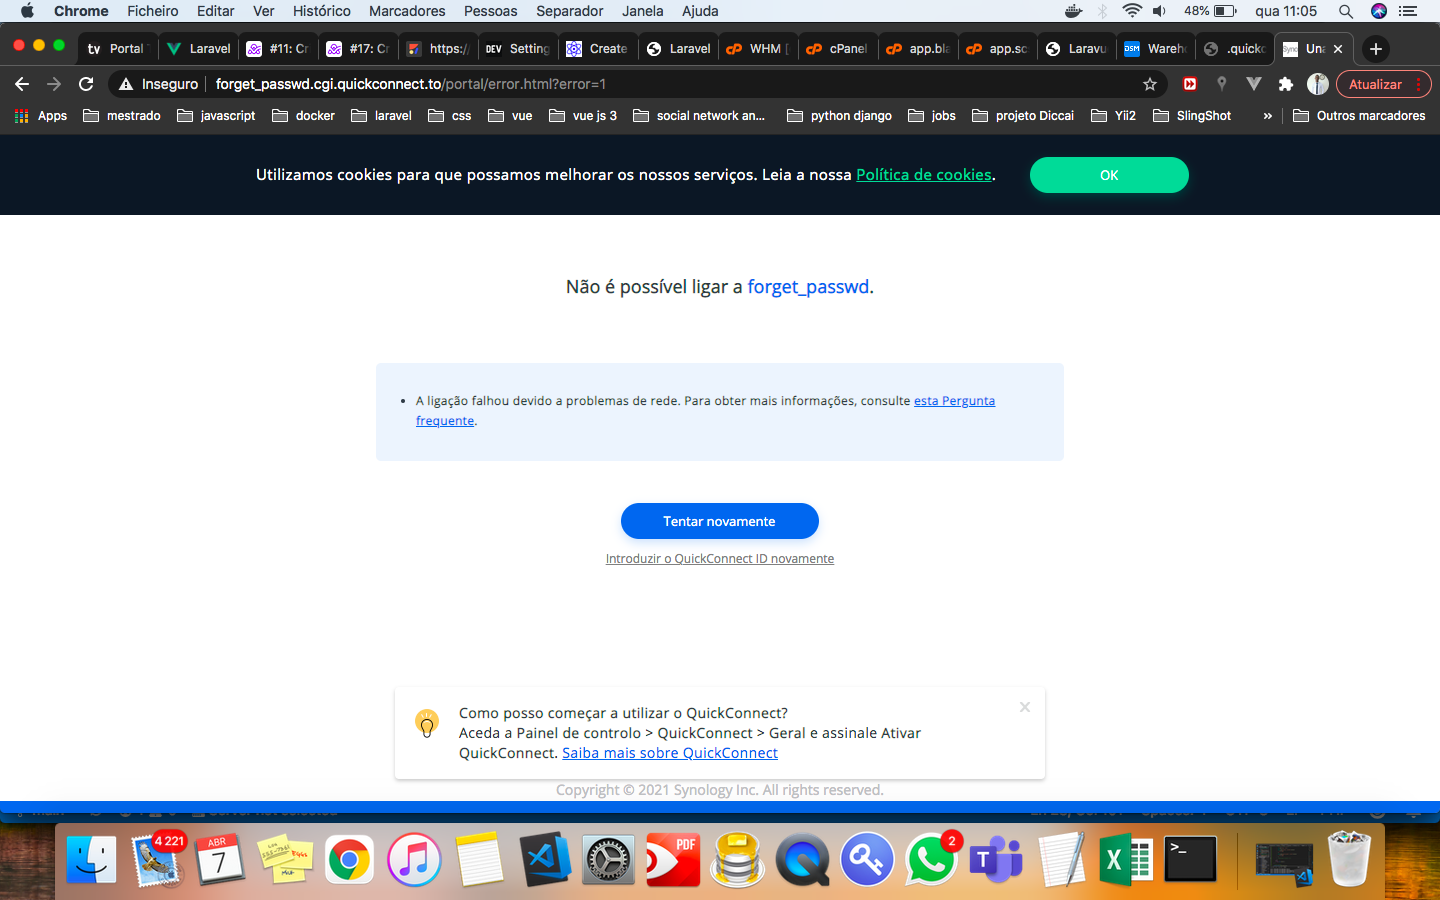 Chrome Ficheiro Editar Ver Histórico Marcadores Pessoas Separador Janela Ajuda 48% qua 11:05
tv Portal Laravel #11: Cr #17: Cr https:// DEV Setting Create Laravel WHM [ cPanel app.bla app.sc Laravu DSM Wareh .quickc Syno Una
Inseguro forget_passwd.cgi.quickconnect.to/portal/error.html?error=1 Atualizar
Apps mestrado javascript docker laravel css vue vue js 3 social network an... python django jobs projeto Diccai Yii2 SlingShot » Outros marcadores
Utilizamos cookies para que possamos melhorar os nossos serviços. Leia a nossa Política de cookies. OK
Não é possível ligar a forget_passwd.
A ligação falhou devido a problemas de rede. Para obter mais informações, consulte esta Pergunta
frequente.
Tentar novamente
Introduzir o QuickConnect ID novamente
Como posso começar a utilizar o QuickConnect?
Aceda a Painel de controlo > QuickConnect > Geral e assinale Ativar
QuickConnect. Saiba mais sobre QuickConnect
Copyright © 2021 Synology Inc. All rights reserved.
4 221 ABR 7 PDF 2